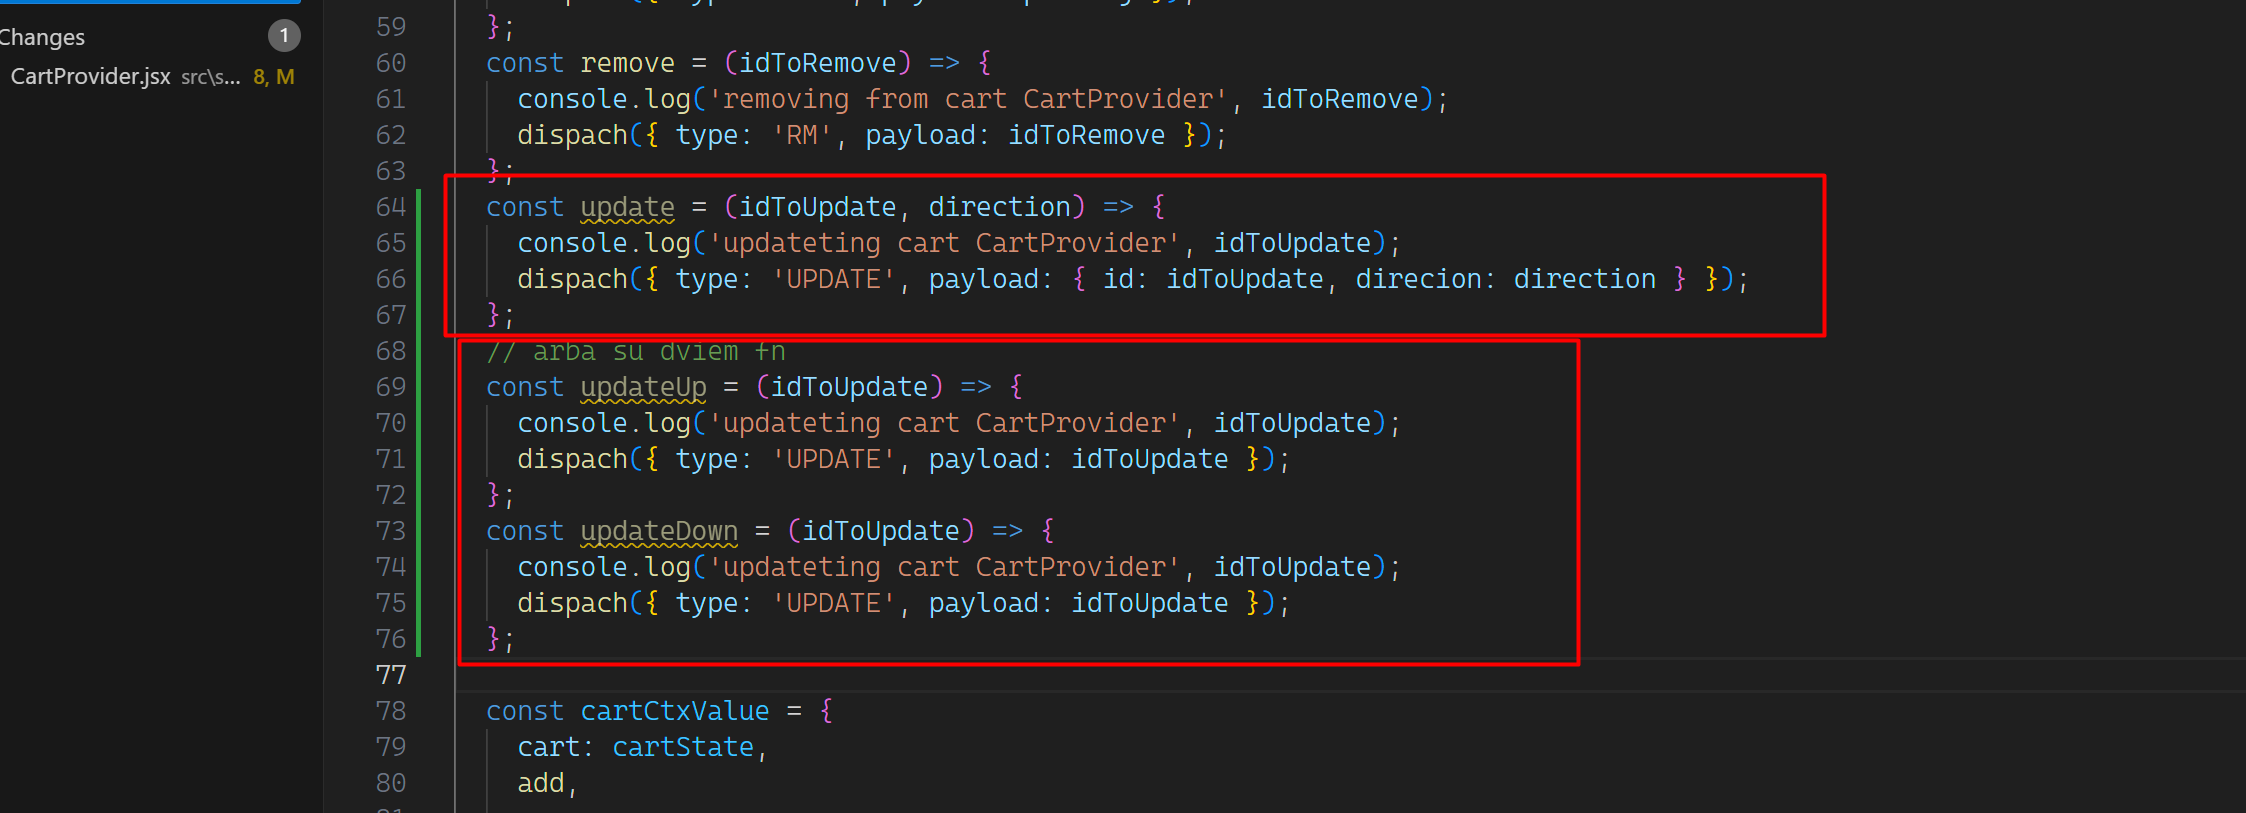 Changes 1
CartProvider.jsx src\s... 8, M
59 };
60 const remove = (idToRemove) => {
61 console.log('removing from cart CartProvider', idToRemove);
62 dispach({ type: 'RM', payload: idToRemove });
63 };
64 const update = (idToUpdate, direction) => {
65 console.log('updateting cart CartProvider', idToUpdate);
66 dispach({ type: 'UPDATE', payload: { id: idToUpdate, direcion: direction } });
67 };
68 // arba su dviem fn
69 const updateUp = (idToUpdate) => {
70 console.log('updateting cart CartProvider', idToUpdate);
71 dispach({ type: 'UPDATE', payload: idToUpdate });
72 };
73 const updateDown = (idToUpdate) => {
74 console.log('updateting cart CartProvider', idToUpdate);
75 dispach({ type: 'UPDATE', payload: idToUpdate });
76 };
77
78 const cartCtxValue = {
79 cart: cartState,
80 add,